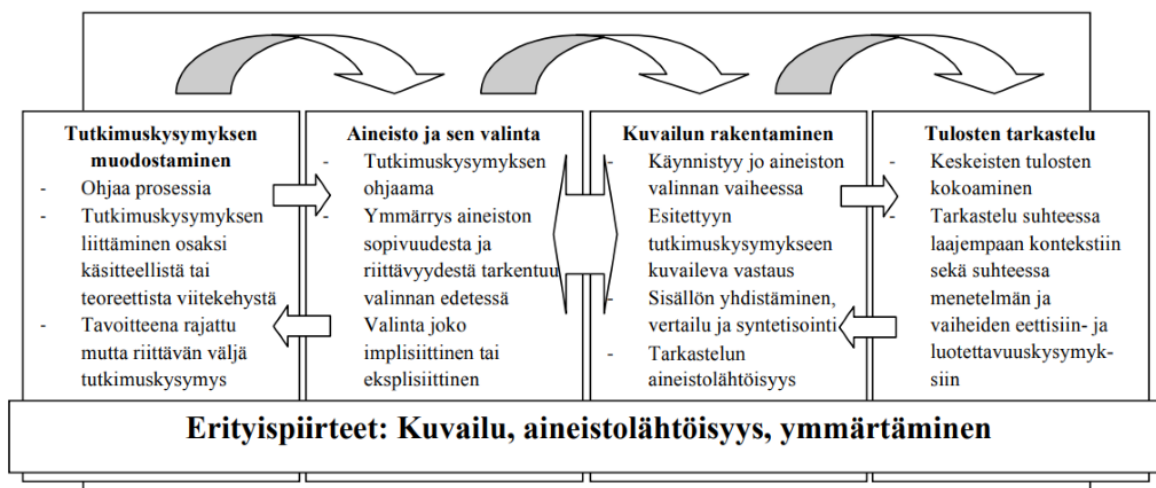 Tutkimuskysymyksen
muodostaminen
- Ohjaa prosessia
- Tutkimuskysymyksen
liittäminen osaksi
käsitteellistä tai
teoreettista viitekehystä
- Tavoitteena rajattu
mutta riittävän väljä
tutkimuskysymys
Aineisto ja sen valinta
- Tutkimuskysymyksen
ohjaama
- Ymmärrys aineiston
sopivuudesta ja
riittävyydestä tarkentuu
valinnan edetessä
Valinta joko
implisiittinen tai
eksplisiittinen
Kuvailun rakentaminen
- Käynnistyy jo aineiston
valinnan vaiheessa
Esitettyyn
tutkimuskysymykseen
kuvaileva vastaus
- Sisällön yhdistäminen,
vertailu ja syntetisointi
- Tarkastelun
aineistolähtöisyys
Tulosten tarkastelu
- Keskeisten tulosten
kokoaminen
- Tarkastelu suhteessa
laajempaan kontekstiin
sekä suhteessa
menetelmän ja
vaiheiden eettisiin- ja
luotettavuuskysymyk-
siin
Erityispiirteet: Kuvailu, aineistolähtöisyys, ymmärtäminen